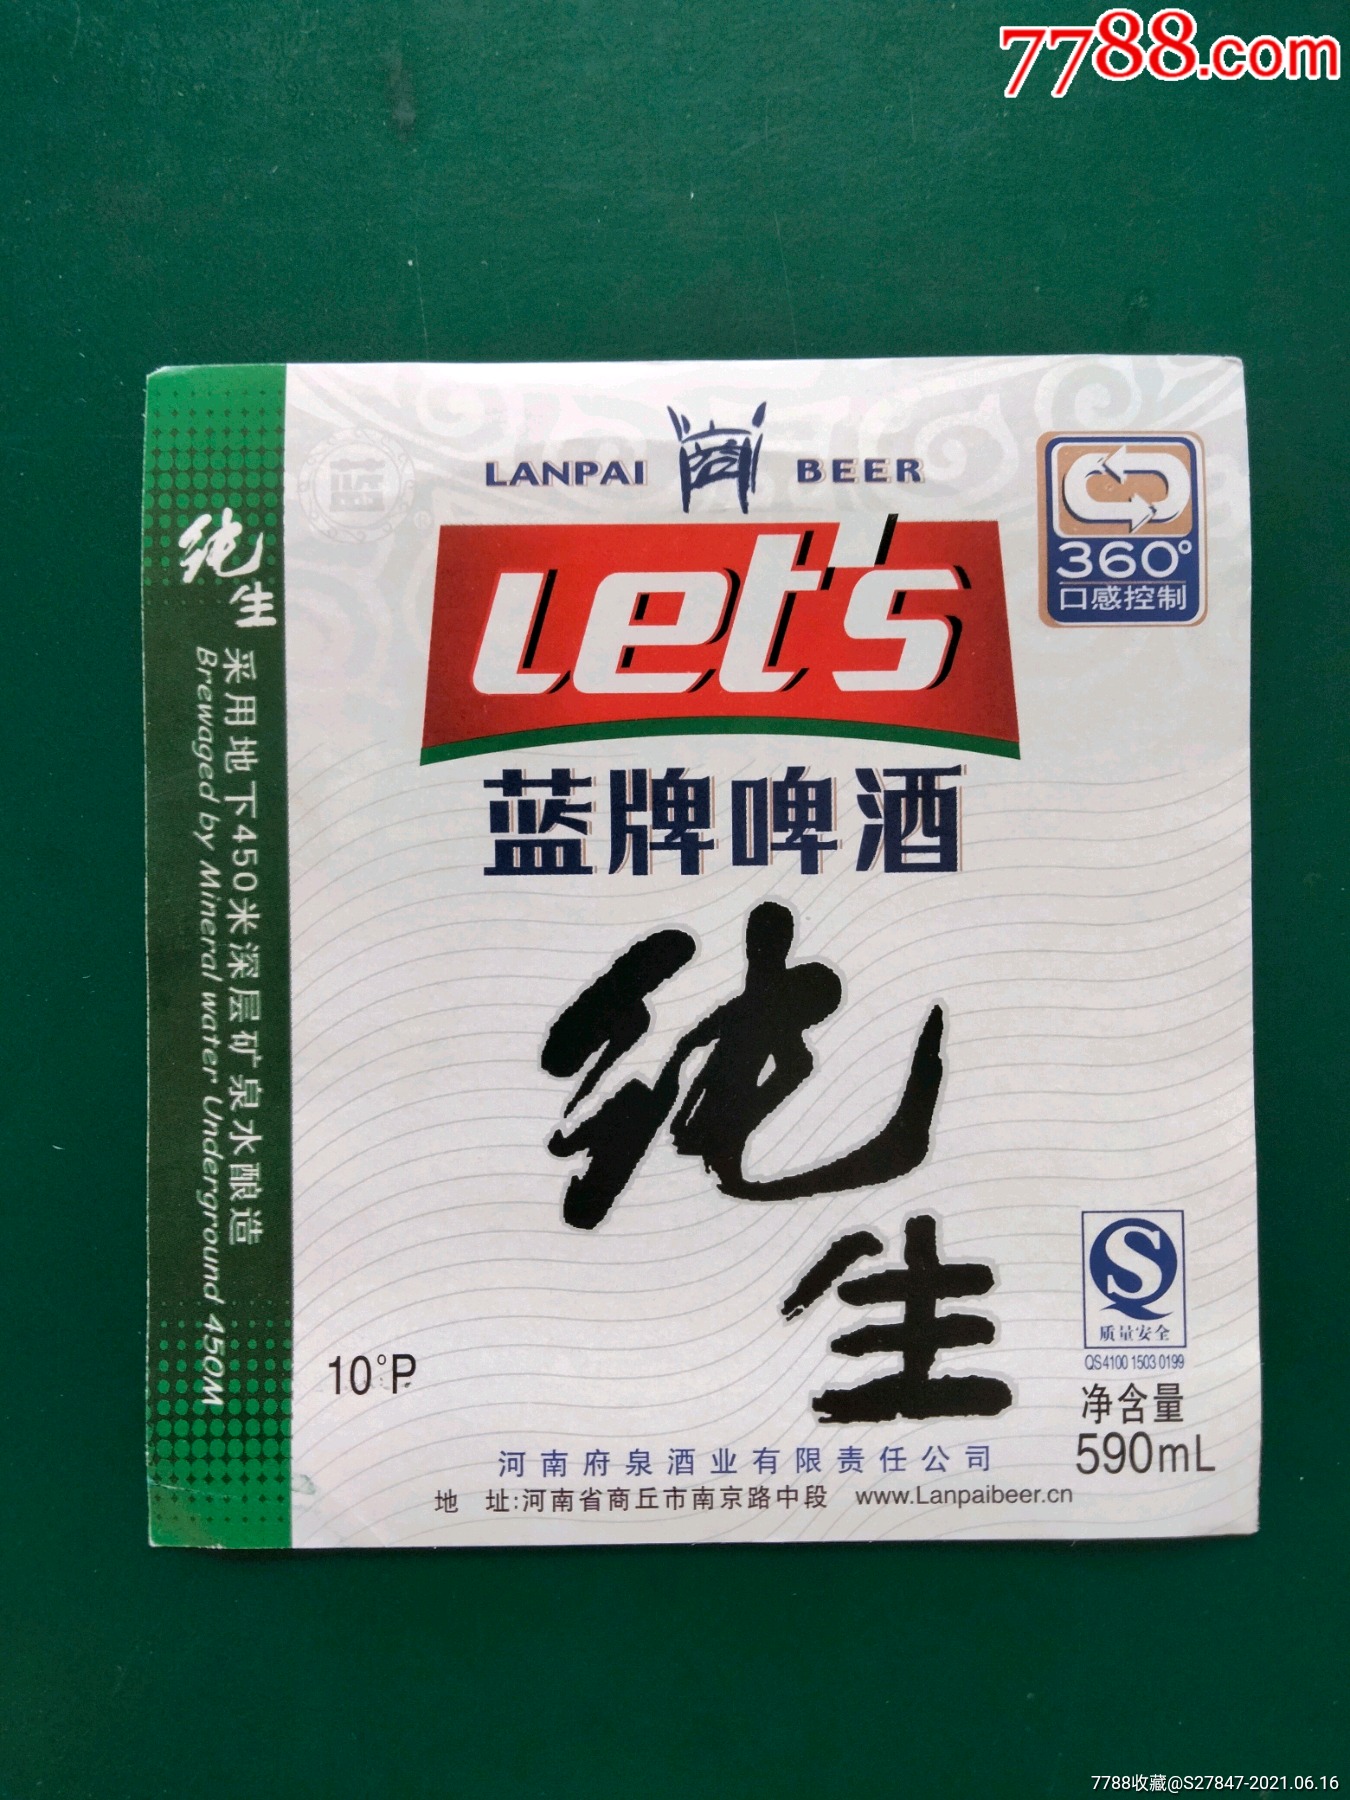 7788.com
LANPAI 商 BEER
Let's
360°
口感控制
蓝
蓝牌啤酒
纯生
纯生
采用地下450米深层矿泉水酿造
Brewaged by Mineral water Underground 450M
10°P
质量安全
QS4100 1503 0199
净含量
590mL
河南府泉酒业有限责任公司
地 址:河南省商丘市南京路中段 www.Lanpaibeer.cn
7788收藏@S27847-2021.06.16